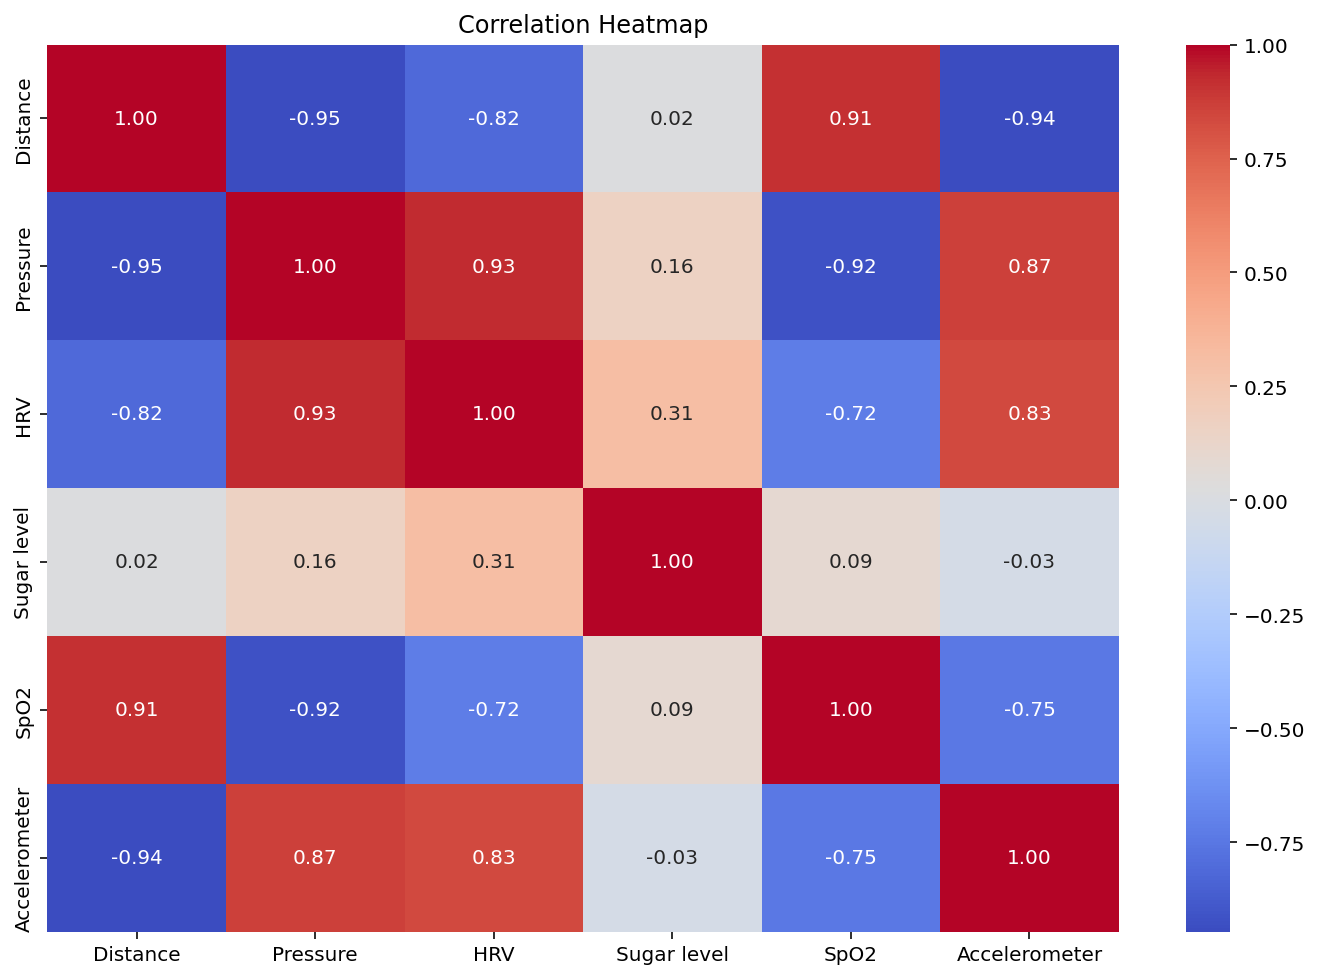 Correlation Heatmap
Distance 1.00 -0.95 -0.82 0.02 0.91 -0.94
Pressure -0.95 1.00 0.93 0.16 -0.92 0.87
HRV -0.82 0.93 1.00 0.31 -0.72 0.83
Sugar level 0.02 0.16 0.31 1.00 0.09 -0.03
SpO2 0.91 -0.92 -0.72 0.09 1.00 -0.75
Accelerometer -0.94 0.87 0.83 -0.03 -0.75 1.00
Distance Pressure HRV Sugar level SpO2 Accelerometer
1.00
0.75
0.50
0.25
0.00
−0.25
−0.50
−0.75